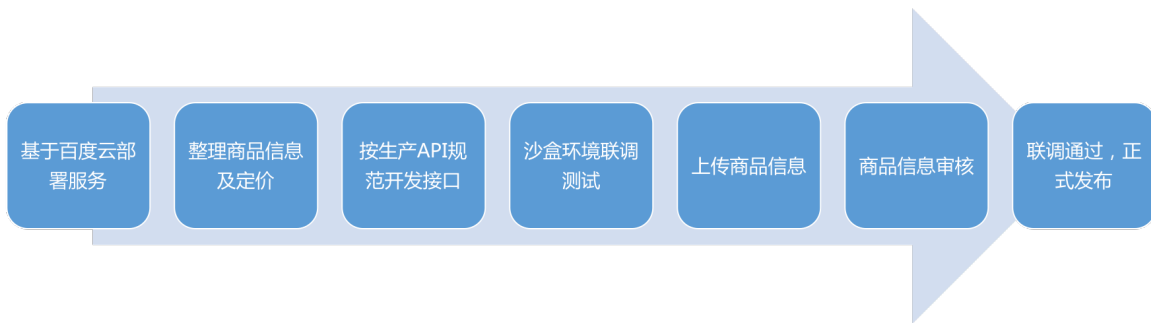 基于百度云部
署服务
整理商品信息
及定价
按生产API规
范开发接口
沙盒环境联调
测试
上传商品信息
商品信息审核
联调通过，正
式发布